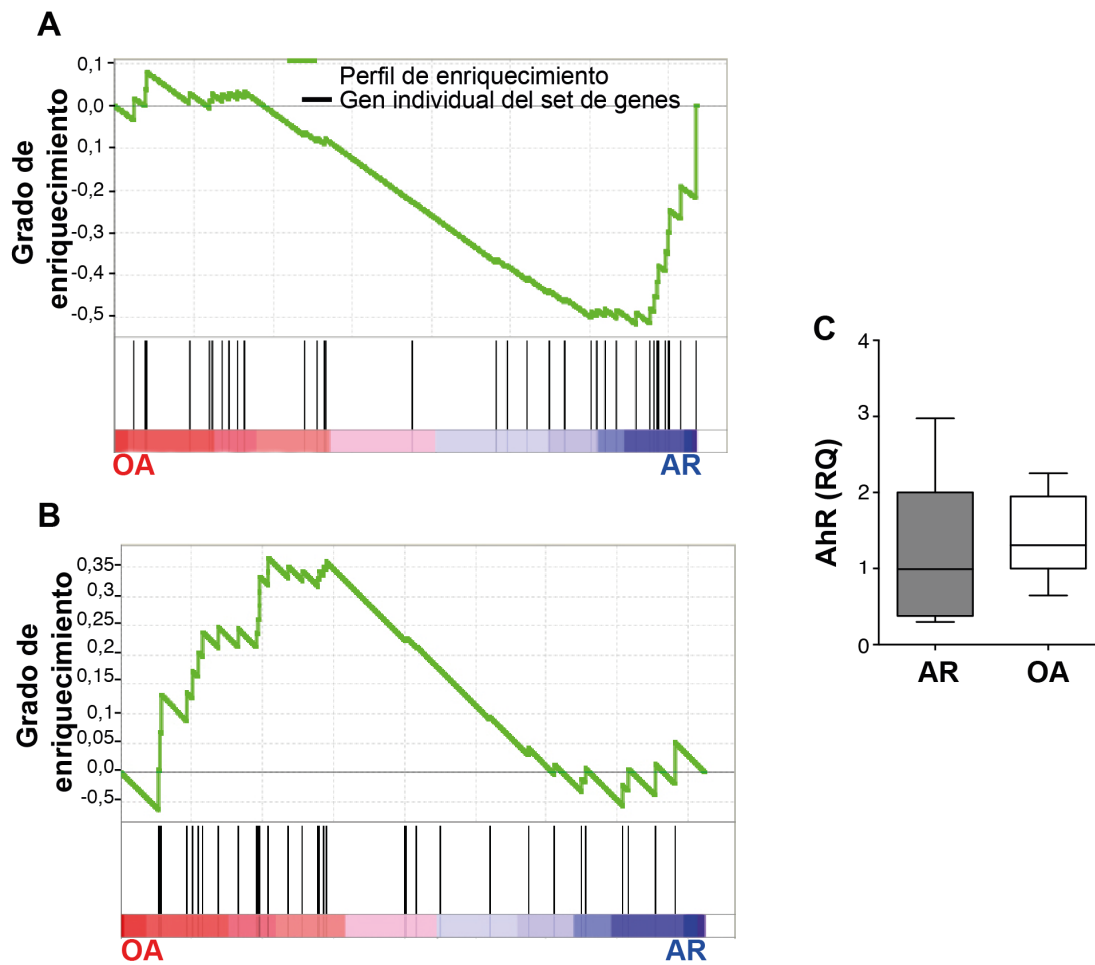 A
Grado de
enriquecimiento
0,1
0,0
0,1
-0,2
-0,3
-0,4
-0,5
Perfil de enriquecimiento
Gen individual del set de genes
OA
AR
B
Grado de
enriquecimiento
0,35
0,3
0,25
0,2
0,15
0,1
0,05
0,0
-0,5
OA
AR
C
AhR (RQ)
4
3
2
1
0
AR
OA